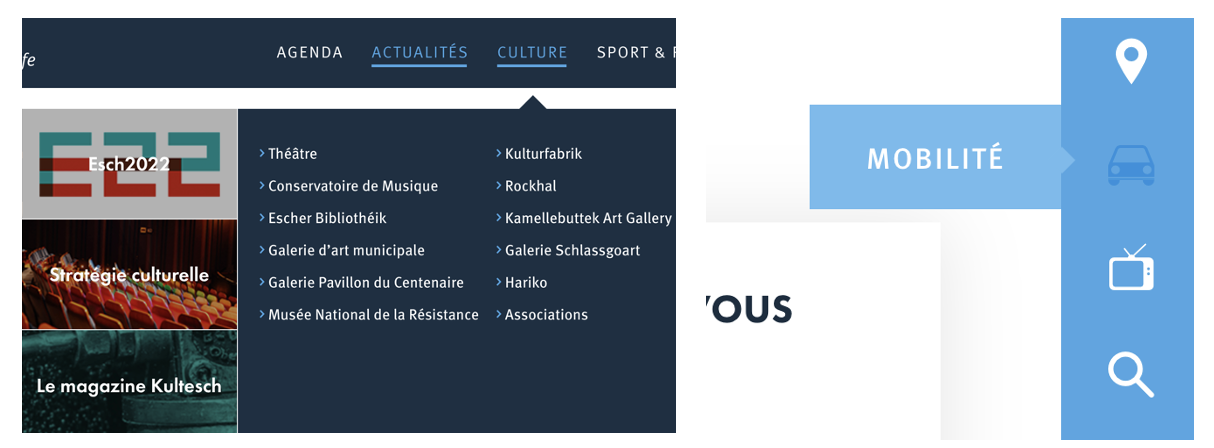 fe
AGENDA
ACTUALITÉS
CULTURE
SPORT &
Esch2022
Stratégie culturelle
Le magazine Kultesch
› Théâtre
› Conservatoire de Musique
› Escher Bibliothéik
› Galerie d’art municipale
› Galerie Pavillon du Centenaire
› Musée National de la Résistance
› Kulturfabrik
› Rockhal
› Kamellebuttek Art Gallery
› Galerie Schlassgoart
› Hariko
› Associations
MOBILITÉ
VOUS